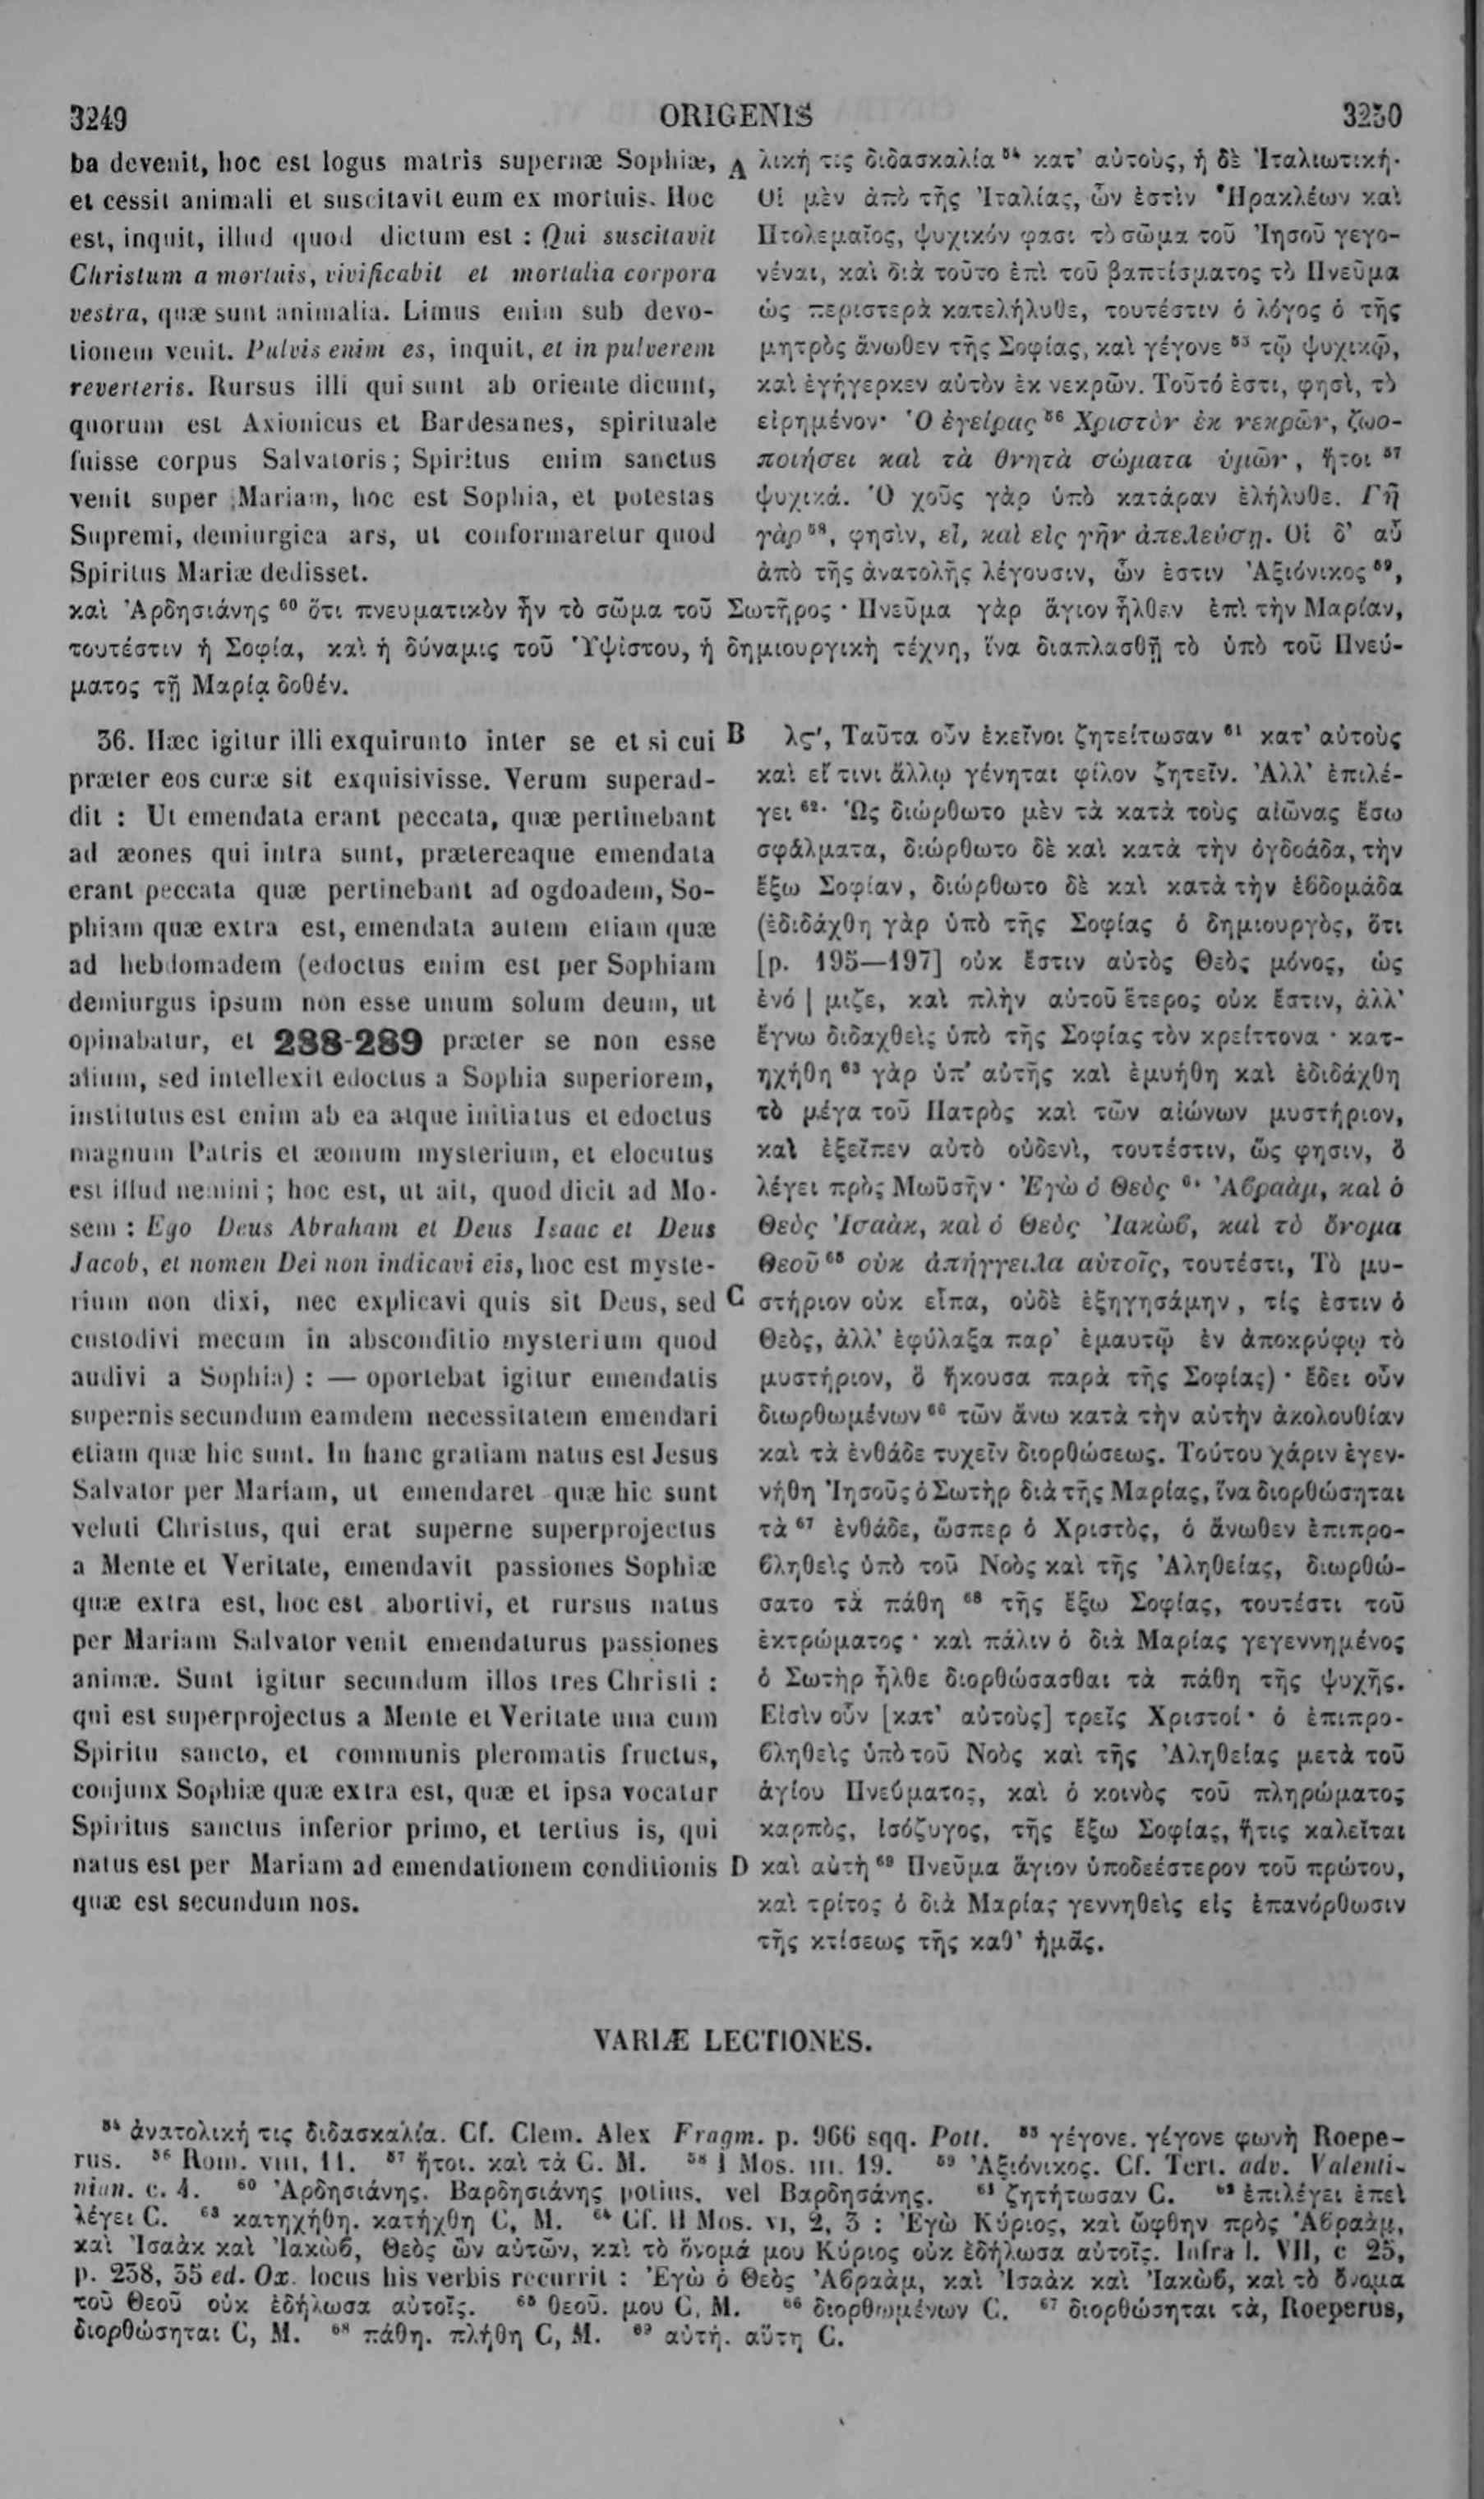 3249
ORIGENIS
3250
ba devenit, hoc est logus matris supernæ Sophiæ,
et cessit animali et suscitavit eum ex mortuis. Hoc
est, inquit, illud quod dictum est : Qui suscitavit
Christum a mortuis, vivificabit et mortalia corpora
vestra, quæ sunt animalia. Limus enim sub devo-
tionem venit. Pulvis enim es, inquit, et in pulverem
reverteris. Rursus illi qui sunt ab oriente dicunt,
quorum est Axionicus et Bardesanes, spirituale
fuisse corpus Salvatoris; Spiritus enim sanctus
venit super Mariam, hoc est Sophia, et potestas
Supremi, demiurgica ars, ut conformaretur quod
Spiritus Mariæ dedisset.
A λική τις διδασκαλία ⁵⁴ κατ' αὐτοὺς, ἡ δὲ Ἰταλιωτική·
Οἱ μὲν ἀπὸ τῆς Ἰταλίας, ὧν ἐστὶν Ἡρακλέων καὶ
Πτολεμαῖος, ψυχικόν φασι τὸ σῶμα τοῦ Ἰησοῦ γεγο-
νέναι, καὶ διὰ τοῦτο ἐπὶ τοῦ βαπτίσματος τὸ Πνεῦμα
ὡς περιστερὰ κατελήλυθε, τουτέστιν ὁ λόγος ὁ τῆς
μητρὸς ἄνωθεν τῆς Σοφίας, καὶ γέγονε ⁵⁵ τῷ ψυχικῷ,
καὶ ἐγήγερκεν αὐτὸν ἐκ νεκρῶν. Τοῦτό ἐστι, φησὶ, τὸ
εἰρημένον· Ὁ ἐγείρας ⁵⁶ Χριστὸν ἐκ νεκρῶν, ζωο-
ποιήσει καὶ τὰ θνητὰ σώματα ὑμῶν, ἤτοι ⁵⁷
ψυχικά. Ὁ χοῦς γὰρ ὑπὸ κατάραν ἐλήλυθε. Γῆ
γὰρ ⁵⁸, φησὶν, εἶ, καὶ εἰς γῆν ἀπελεύσῃ. Οἱ δ' αὖ
ἀπὸ τῆς ἀνατολῆς λέγουσιν, ὧν ἐστιν Ἀξιόνικος ⁵⁹,
καὶ Ἀρδησιάνης ⁶⁰ ὅτι πνευματικὸν ἦν τὸ σῶμα τοῦ Σωτῆρος · Πνεῦμα γὰρ ἅγιον ἦλθεν ἐπὶ τὴν Μαρίαν,
τουτέστιν ἡ Σοφία, καὶ ἡ δύναμις τοῦ Ὑψίστου, ἡ δημιουργικὴ τέχνη, ἵνα διαπλασθῇ τὸ ὑπὸ τοῦ Πνεύ-
ματος τῇ Μαρίᾳ δοθέν.
36. Hæc igitur illi exquirunto inter se et si cui
præter eos curæ sit exquisivisse. Verum superad-
dit : Ut emendata erant peccata, quæ pertinebant
ad æones qui intra sunt, prætereaque emendata
erant peccata quæ pertinebant ad ogdoadem, So-
phiam quæ extra est, emendata autem etiam quæ
ad hebdomadem (edoctus enim est per Sophiam
demiurgus ipsum non esse unum solum deum, ut
opinabatur, et 288-289 præter se non esse
alium, sed intellexit edoctus a Sophia superiorem,
institutus est enim ab ea atque initiatus et edoctus
magnum Patris et æonum mysterium, et elocutus
est illud nemini ; hoc est, ut ait, quod dicit ad Mo-
sem : Ego Deus Abraham et Deus Isaac et Deus
Jacob, et nomen Dei non indicavi eis, hoc est myste-
rium non dixi, nec explicavi quis sit Deus, sed
custodivi mecum in absconditio mysterium quod
audivi a Sophia) : — oportebat igitur emendatis
supernis secundum eamdem necessitatem emendari
etiam quæ hic sunt. In hanc gratiam natus est Jesus
Salvator per Mariam, ut emendaret quæ hic sunt
veluti Christus, qui erat superne superprojectus
a Mente et Veritate, emendavit passiones Sophiæ
quæ extra est, hoc est abortivi, et rursus natus
per Mariam Salvator venit emendaturus passiones
animæ. Sunt igitur secundum illos tres Christi :
qui est superprojectus a Mente et Veritate una cum
Spiritu sancto, et communis pleromatis fructus,
conjunx Sophiæ quæ extra est, quæ et ipsa vocatur
Spiritus sanctus inferior primo, et tertius is, qui
natus est per Mariam ad emendationem conditionis
quæ est secundum nos.
B λς', Ταῦτα οὖν ἐκεῖνοι ζητείτωσαν ⁶¹ κατ' αὐτοὺς
καὶ εἴ τινι ἄλλῳ γένηται φίλον ζητεῖν. Ἀλλ' ἐπιλέ-
γει ⁶²· Ὡς διώρθωτο μὲν τὰ κατὰ τοὺς αἰῶνας ἔσω
σφάλματα, διώρθωτο δὲ καὶ κατὰ τὴν ὀγδοάδα, τὴν
ἔξω Σοφίαν, διώρθωτο δὲ καὶ κατὰ τὴν ἑβδομάδα
(ἐδιδάχθη γὰρ ὑπὸ τῆς Σοφίας ὁ δημιουργὸς, ὅτι
[p. 195—197] οὐκ ἔστιν αὐτὸς Θεὸς μόνος, ὡς
ἐνό | μιζε, καὶ πλὴν αὐτοῦ ἕτερος οὐκ ἔστιν, ἀλλ'
ἔγνω διδαχθεὶς ὑπὸ τῆς Σοφίας τὸν κρείττονα · κατ-
ηχήθη ⁶³ γὰρ ὑπ' αὐτῆς καὶ ἐμυήθη καὶ ἐδιδάχθη
τὸ μέγα τοῦ Πατρὸς καὶ τῶν αἰώνων μυστήριον,
καὶ ἐξεῖπεν αὐτὸ οὐδενὶ, τουτέστιν, ὥς φησιν, ὃ
λέγει πρὸς Μωϋσῆν · Ἐγὼ ὁ Θεὸς ⁶⁴ Ἀβραὰμ, καὶ ὁ
Θεὸς Ἰσαὰκ, καὶ ὁ Θεὸς Ἰακὼβ, καὶ τὸ ὄνομα
Θεοῦ ⁶⁵ οὐκ ἀπήγγειλα αὐτοῖς, τουτέστι, Τὸ μυ-
C στήριον οὐκ εἶπα, οὐδὲ ἐξηγησάμην, τίς ἐστιν ὁ
Θεὸς, ἀλλ' ἐφύλαξα παρ' ἐμαυτῷ ἐν ἀποκρύφῳ τὸ
μυστήριον, ὃ ἤκουσα παρὰ τῆς Σοφίας) · ἔδει οὖν
διωρθωμένων ⁶⁶ τῶν ἄνω κατὰ τὴν αὐτὴν ἀκολουθίαν
καὶ τὰ ἐνθάδε τυχεῖν διορθώσεως. Τούτου χάριν ἐγεν-
νήθη Ἰησοῦς ὁ Σωτὴρ διὰ τῆς Μαρίας, ἵνα διορθώσηται
τὰ ⁶⁷ ἐνθάδε, ὥσπερ ὁ Χριστὸς, ὁ ἄνωθεν ἐπιπρο-
βληθεὶς ὑπὸ τοῦ Νοὸς καὶ τῆς Ἀληθείας, διωρθώ-
σατο τὰ πάθη ⁶⁸ τῆς ἔξω Σοφίας, τουτέστι τοῦ
ἐκτρώματος · καὶ πάλιν ὁ διὰ Μαρίας γεγεννημένος
ὁ Σωτὴρ ἦλθε διορθώσασθαι τὰ πάθη τῆς ψυχῆς.
Εἰσὶν οὖν [κατ' αὐτοὺς] τρεῖς Χριστοί· ὁ ἐπιπρο-
βληθεὶς ὑπὸ τοῦ Νοὸς καὶ τῆς Ἀληθείας μετὰ τοῦ
ἁγίου Πνεύματος, καὶ ὁ κοινὸς τοῦ πληρώματος
καρπὸς, ἰσόζυγος, τῆς ἔξω Σοφίας, ἥτις καλεῖται
D καὶ αὐτὴ ⁶⁹ Πνεῦμα ἅγιον ὑποδεέστερον τοῦ πρώτου,
καὶ τρίτος ὁ διὰ Μαρίας γεννηθεὶς εἰς ἐπανόρθωσιν
τῆς κτίσεως τῆς καθ' ἡμᾶς.
VARIÆ LECTIONES.
⁵⁴ ἀνατολική τις διδασκαλία. Cf. Clem. Alex Fragm. p. 966 sqq. Pott. ⁵⁵ γέγονε. γέγονε φωνὴ Roepe-
rus. ⁵⁶ Rom. VIII, 11. ⁵⁷ ἤτοι. καὶ τὰ C. M. ⁵⁸ I Mos. III. 19. ⁵⁹ Ἀξιόνικος. Cf. Tert. adv. Valenti-
nian. c. 4. ⁶⁰ Ἀρδησιάνης. Βαρδησιάνης potius, vel Βαρδησάνης. ⁶¹ ζητήτωσαν C. ⁶² ἐπιλέγει ἐπεὶ
λέγει C. ⁶³ κατηχήθη. κατήχθη C, M. ⁶⁴ Cf. II Mos. VI, 2, 3 : Ἐγὼ Κύριος, καὶ ὤφθην πρὸς Ἀβραὰμ,
καὶ Ἰσαὰκ καὶ Ἰακὼβ, Θεὸς ὢν αὐτῶν, καὶ τὸ ὄνομά μου Κύριος οὐκ ἐδήλωσα αὐτοῖς. Infra l. VII, c 25,
p. 238, 35 ed. Ox. locus his verbis recurrit : Ἐγὼ ὁ Θεὸς Ἀβραὰμ, καὶ Ἰσαὰκ καὶ Ἰακὼβ, καὶ τὸ ὄνομα
τοῦ Θεοῦ οὐκ ἐδήλωσα αὐτοῖς. ⁶⁵ Θεοῦ. μου C, M. ⁶⁶ διορθωμένων C. ⁶⁷ διορθώσηται τὰ, Roeperus,
διορθώσηται C, M. ⁶⁸ πάθη. πλήθη C, M. ⁶⁹ αὐτή. αὕτη C.